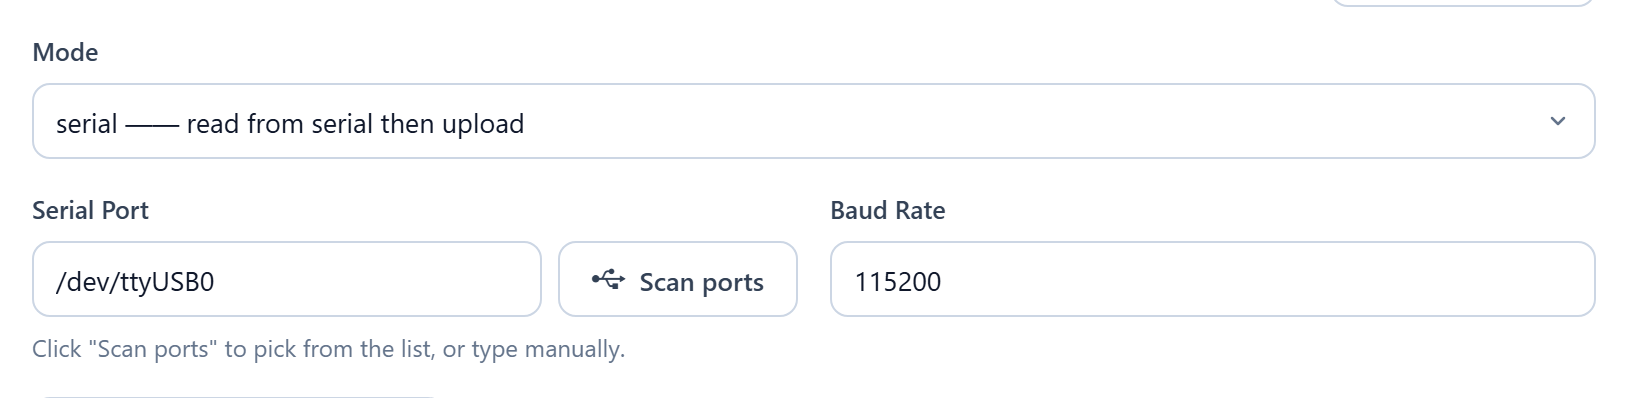 Mode
serial —— read from serial then upload
Serial Port
Baud Rate
/dev/ttyUSB0
Scan ports
115200
Click "Scan ports" to pick from the list, or type manually.